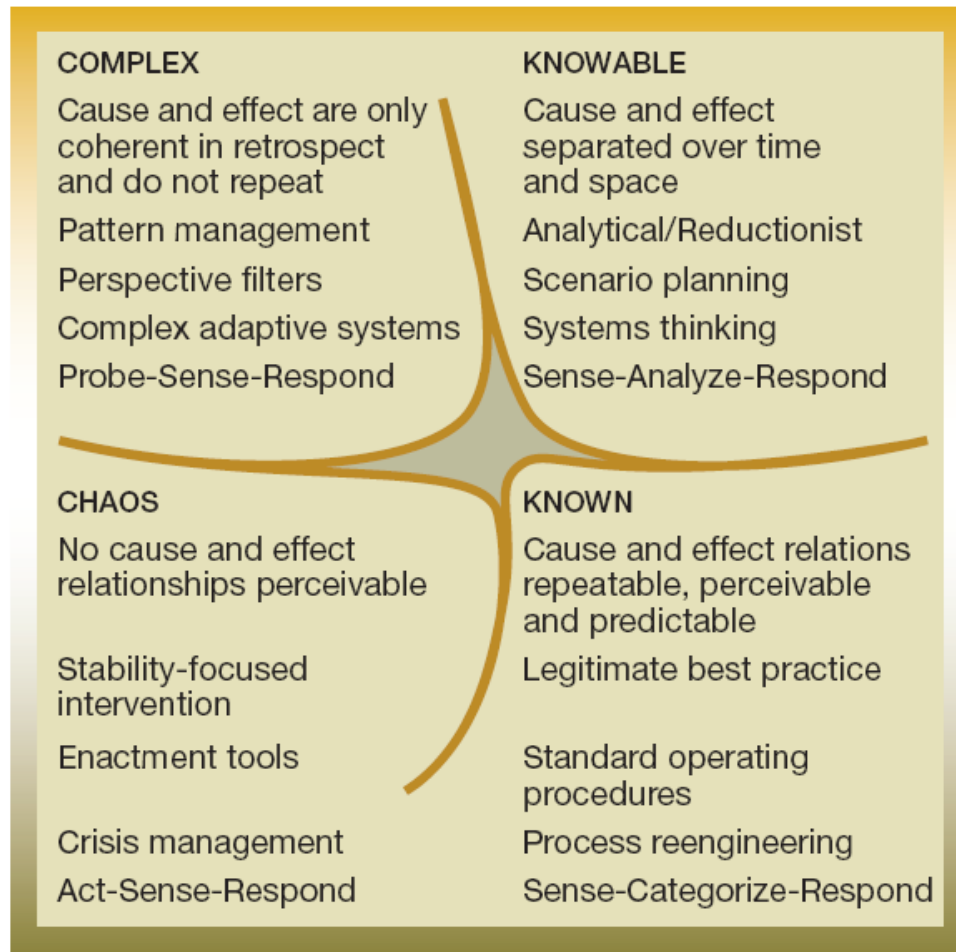 COMPLEX
Cause and effect are only
coherent in retrospect
and do not repeat
Pattern management
Perspective filters
Complex adaptive systems
Probe-Sense-Respond
KNOWABLE
Cause and effect
separated over time
and space
Analytical/Reductionist
Scenario planning
Systems thinking
Sense-Analyze-Respond
CHAOS
No cause and effect
relationships perceivable
Stability-focused
intervention
Enactment tools
Crisis management
Act-Sense-Respond
KNOWN
Cause and effect relations
repeatable, perceivable
and predictable
Legitimate best practice
Standard operating
procedures
Process reengineering
Sense-Categorize-Respond